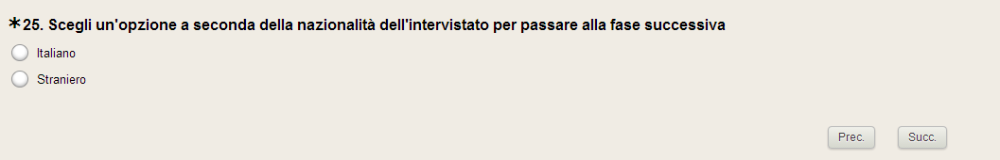 *25. Scegli un'opzione a seconda della nazionalità dell'intervistato per passare alla fase successiva
Italiano
Straniero
Prec. Succ.